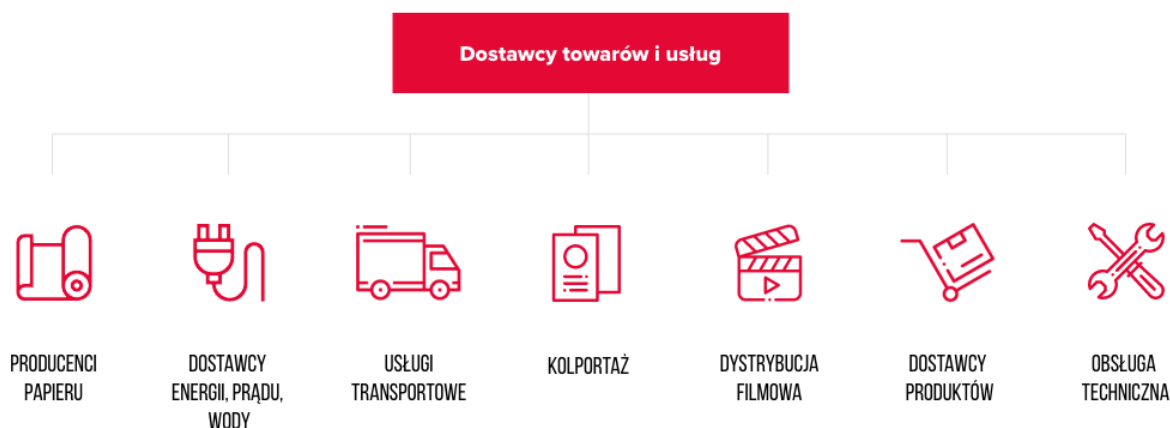 Dostawcy towarów i usług
PRODUCENCI
PAPIERU
DOSTAWCY
ENERGII, PRĄDU,
WODY
USŁUGI
TRANSPORTOWE
KOLPORTAŻ
DYSTRYBUCJA
FILMOWA
DOSTAWCY
PRODUKTÓW
OBSŁUGA
TECHNICZNA